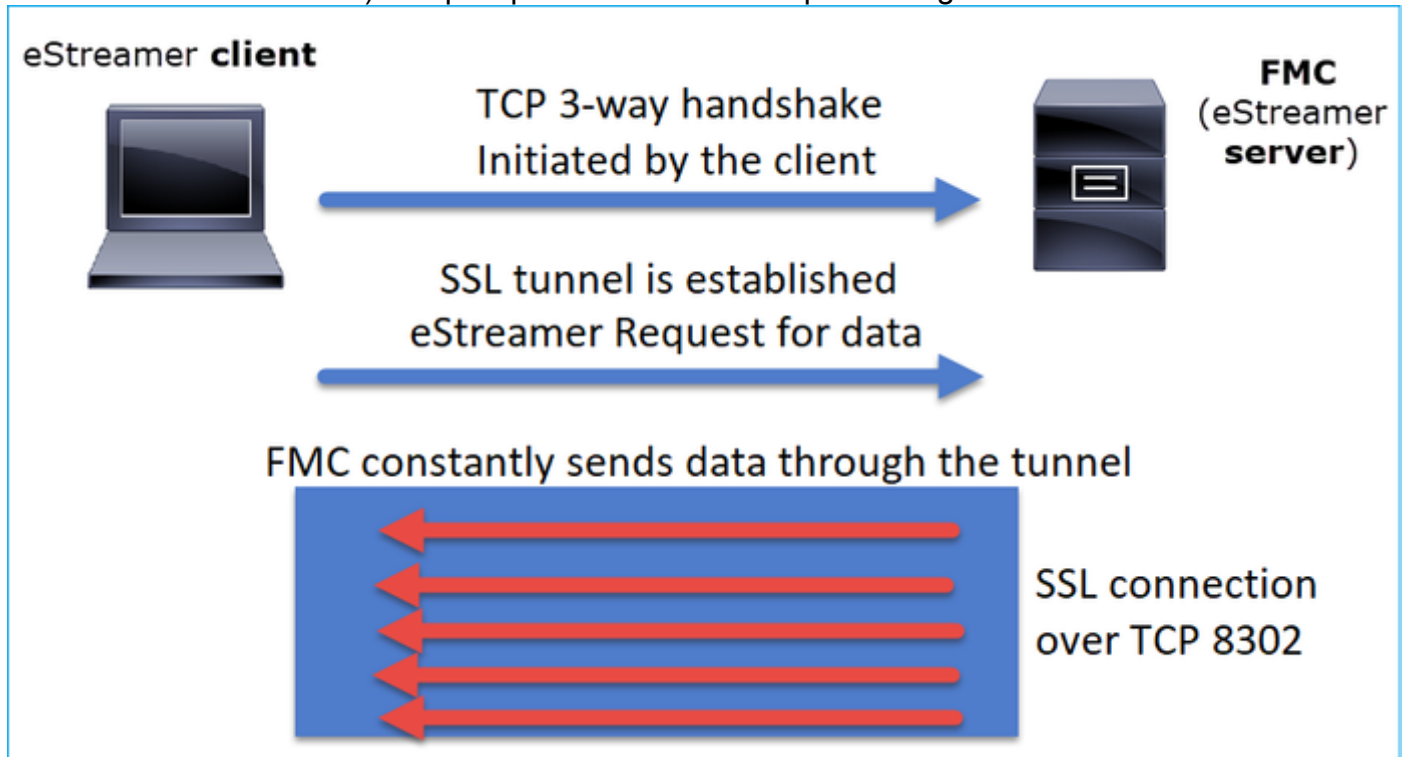 eStreamer client
FMC
(eStreamer
server)
TCP 3-way handshake
Initiated by the client
SSL tunnel is established
eStreamer Request for data
FMC constantly sends data through the tunnel
SSL connection
over TCP 8302